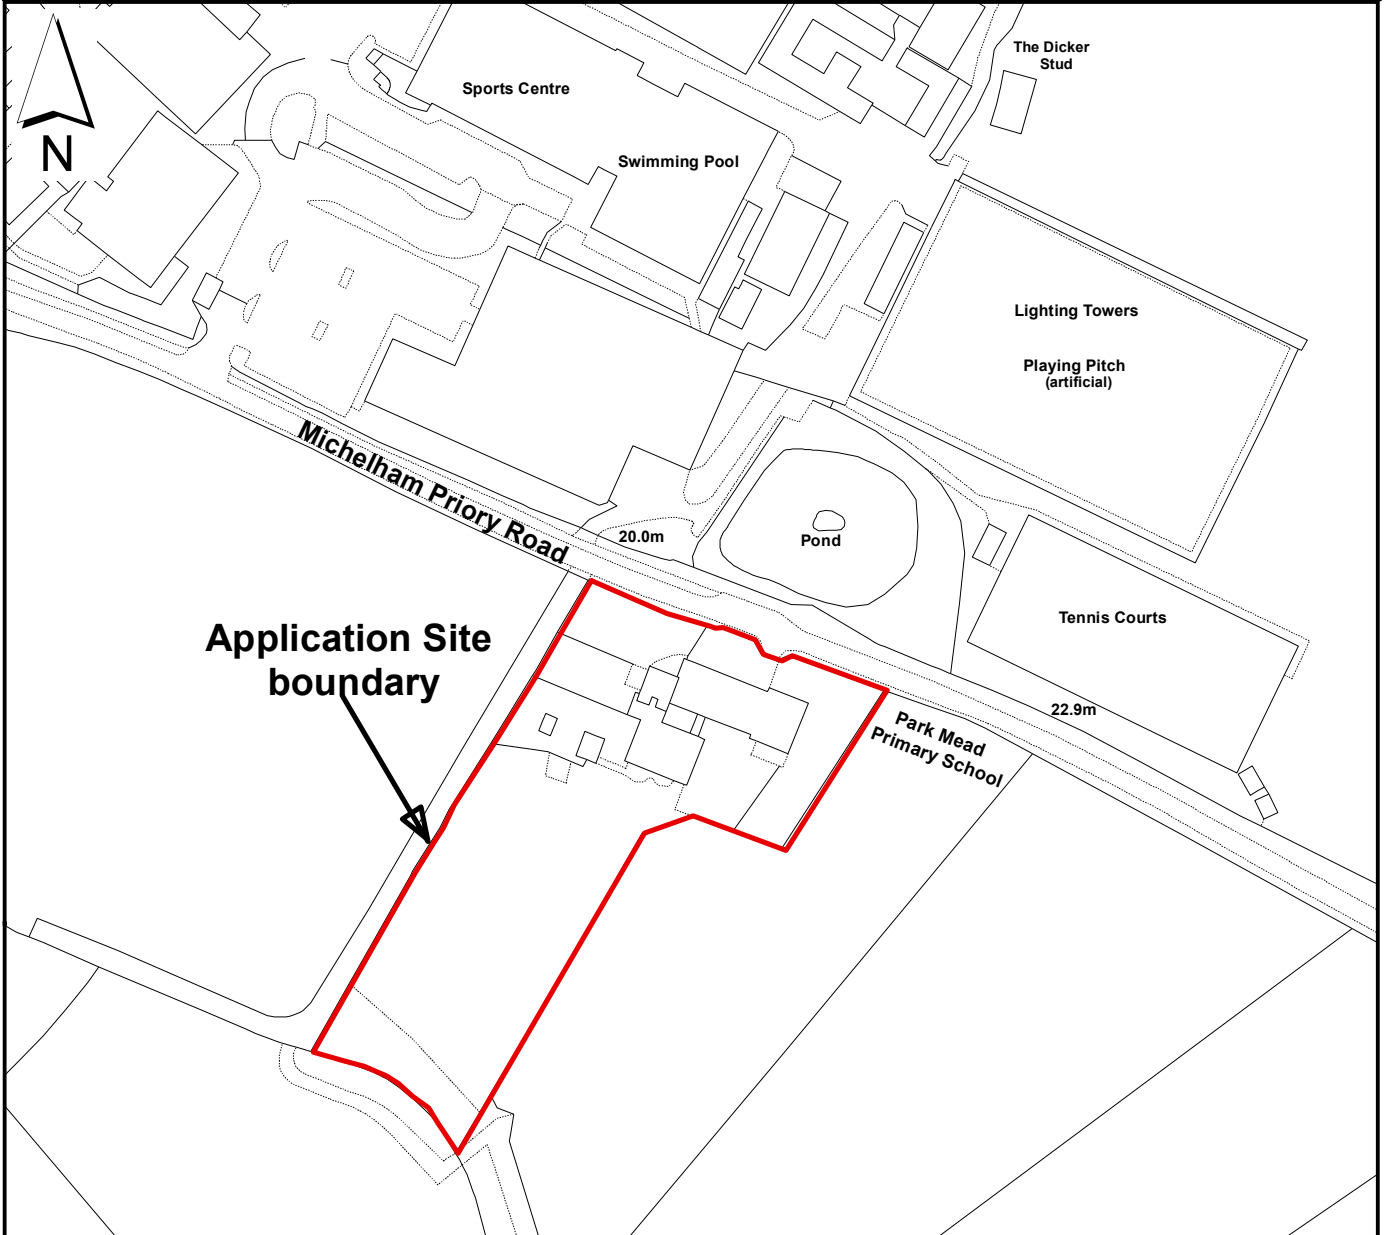 The Dicker
Stud
Sports Centre
N
Swimming Pool
Lighting Towers
Playing Pitch
(artificial)
Michelham Priory Road
20.0m
Pond
Tennis Courts
Application Site
boundary
22.9m
Park Mead
Primary School